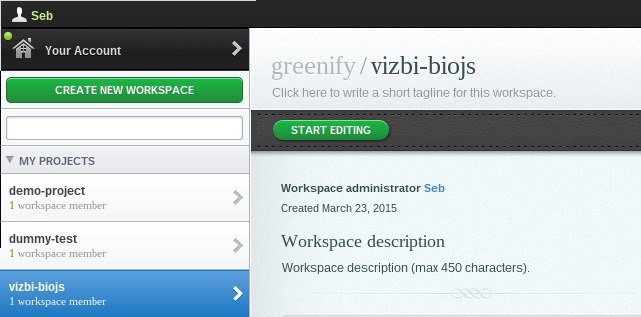 Seb
Your Account
CREATE NEW WORKSPACE
MY PROJECTS
demo-project
1 workspace member
dummy-test
1 workspace member
vizbi-biojs
1 workspace member
greenify / vizbi-biojs
Click here to write a short tagline for this workspace.
START EDITING
Workspace administrator Seb
Created March 23, 2015
Workspace description
Workspace description (max 450 characters).